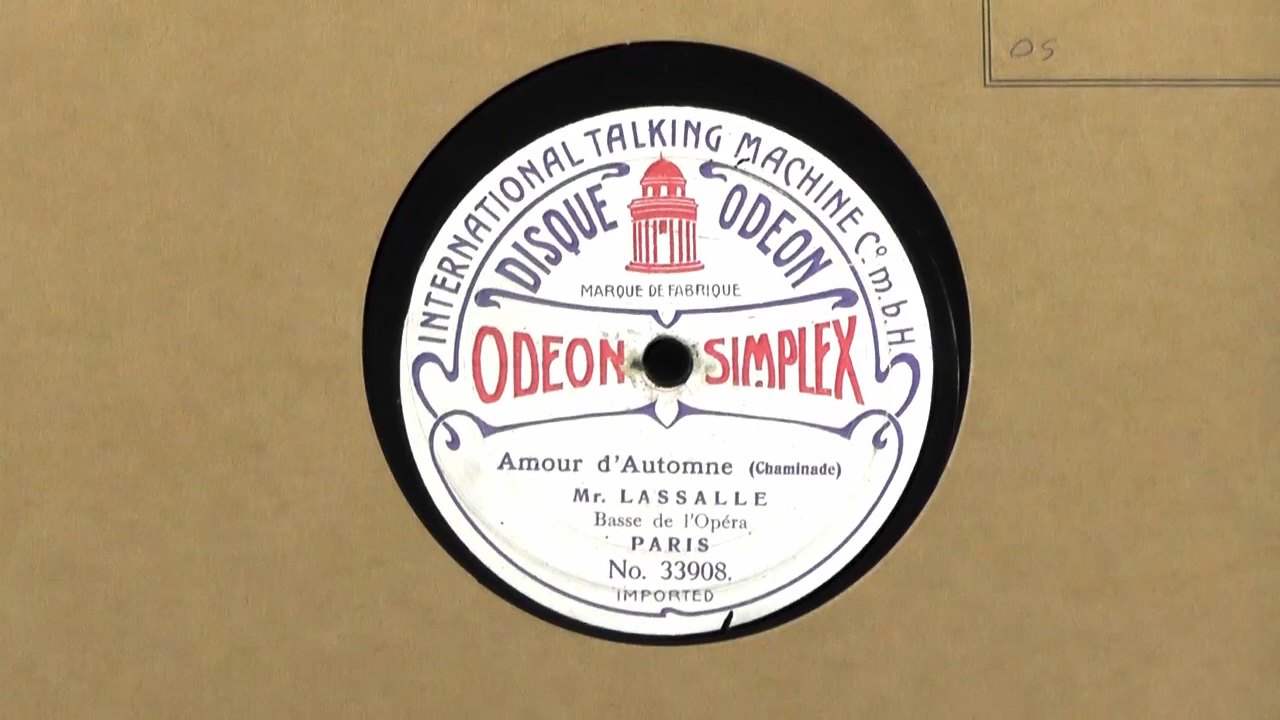 OS
INTERNATIONAL TALKING MACHINE Co. m. b. H.
DISQUE ODEON
MARQUE DE FABRIQUE
ODEON SIMPLEX
Amour d'Automne (Chaminade)
Mr. LASSALLE
Basse de l'Opéra
PARIS
No. 33908.
IMPORTED